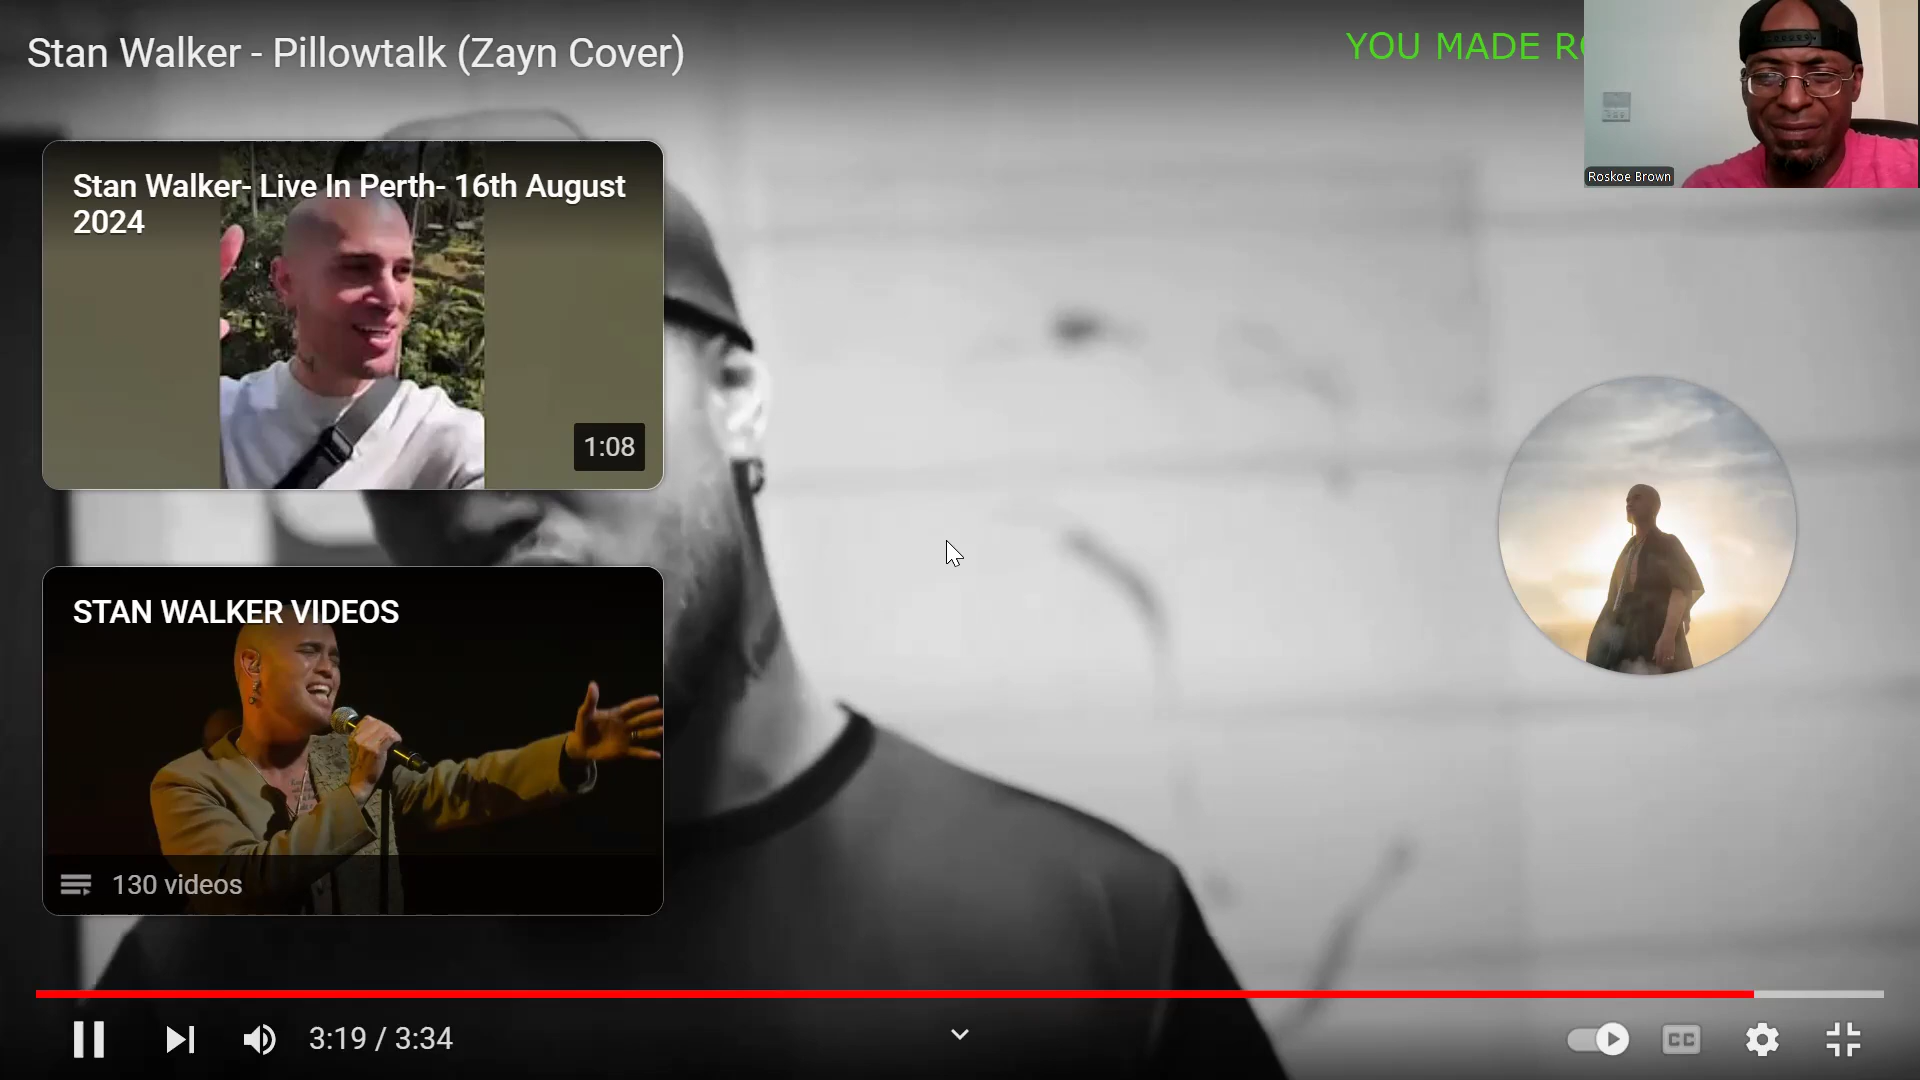 Stan Walker - Pillowtalk (Zayn Cover)
YOU MADE
Roskoe Brown
Stan Walker- Live In Perth- 16th August
2024
1:08
STAN WALKER VIDEOS
130 videos
3:19 / 3:34
CC